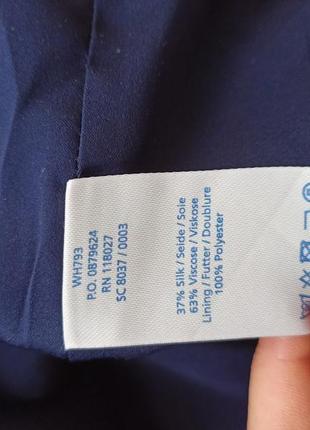 WH793
P.O. 0879624
RN 118027
SC 8037 / 0003
37% Silk / Seide / Soie
63% Viscose / Viskose
Lining / Futter / Doublure
100% Polyester